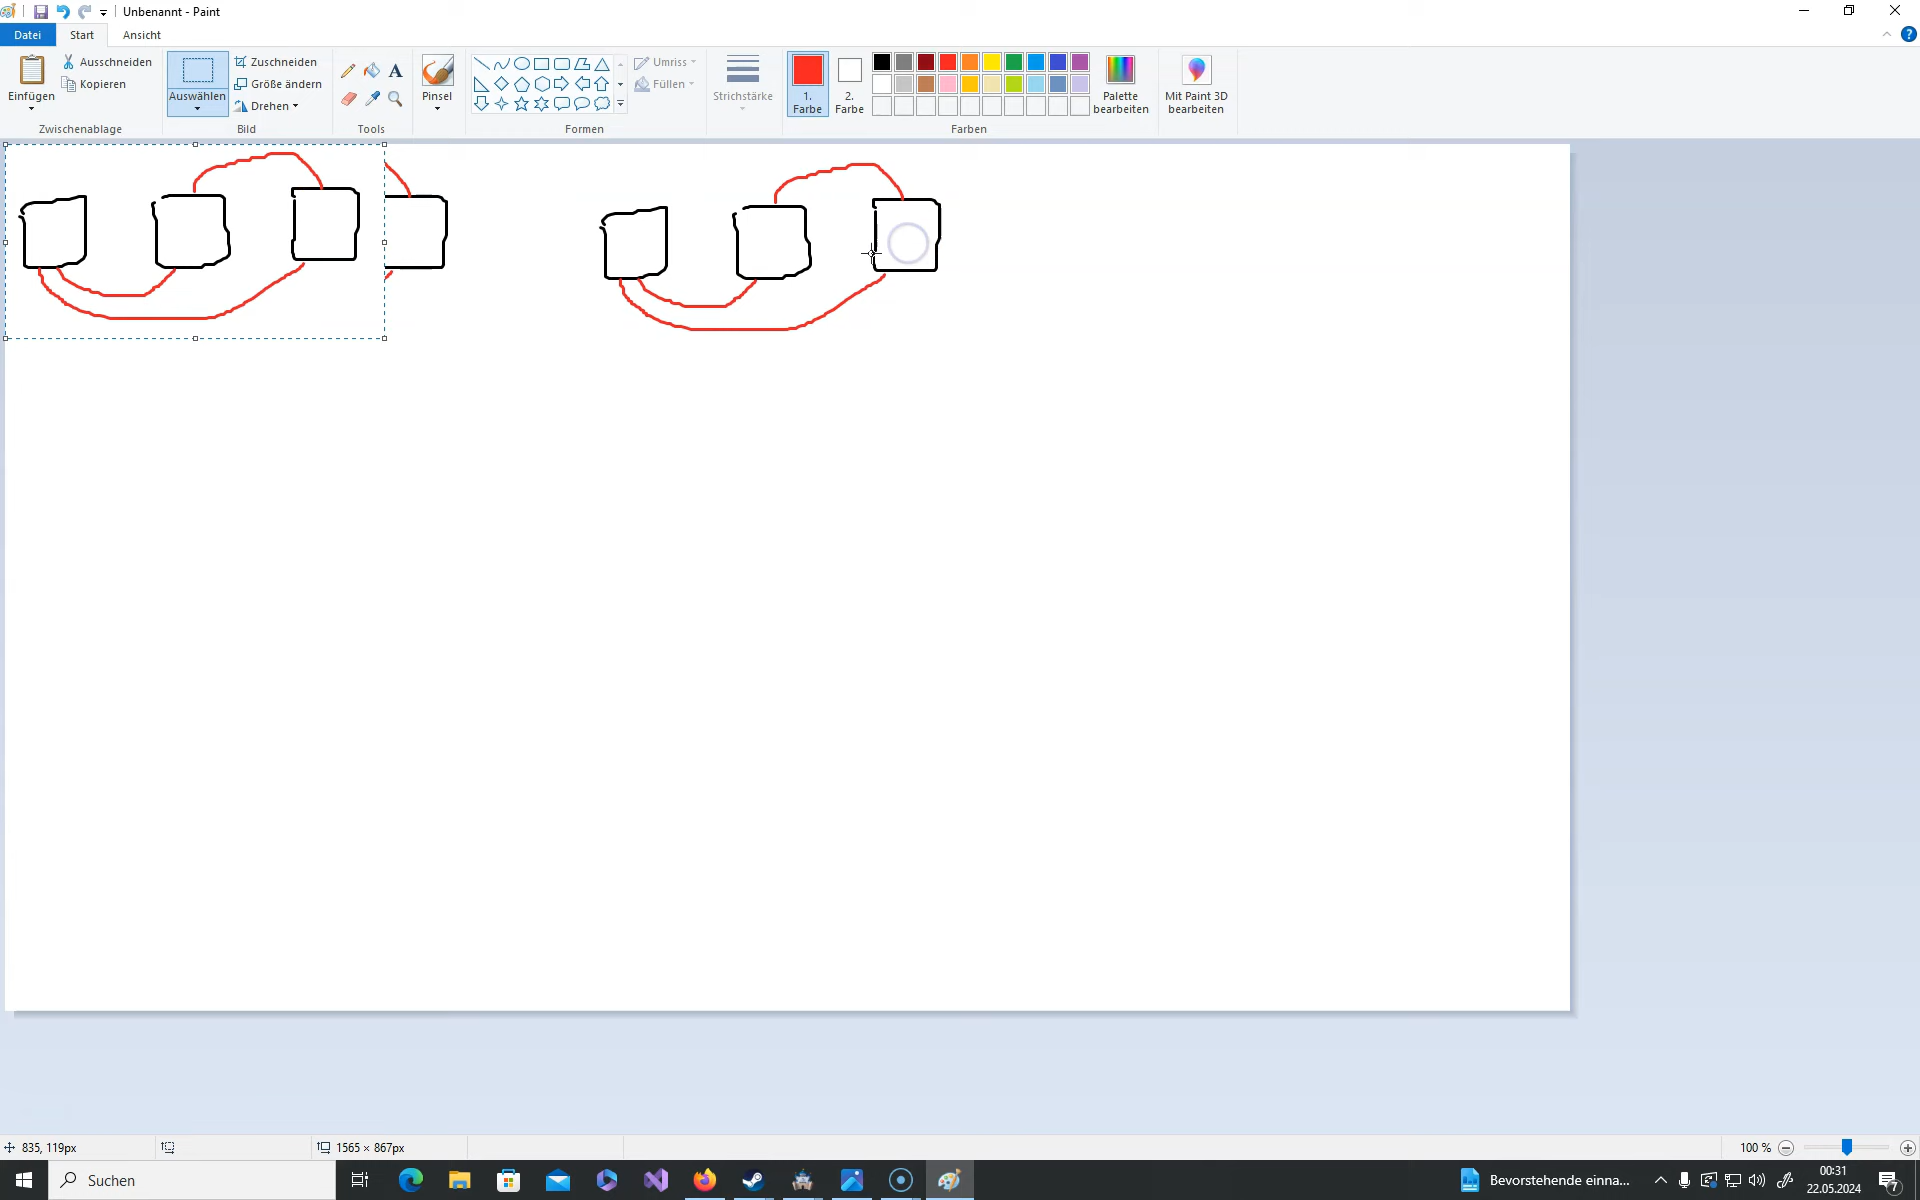 Unbenannt - Paint
Datei Start Ansicht
Einfügen
Ausschneiden
Kopieren
Zwischenablage
Auswählen
Zuschneiden
Größe ändern
Drehen
Bild
A
Tools
Pinsel
Formen
Umriss
Füllen
Strichstärke
1.
Farbe
2.
Farbe
Farben
Palette
bearbeiten
Mit Paint 3D
bearbeiten
835, 119px
1565 × 867px
100 %
Suchen
Bevorstehende einna...
00:31
22.05.2024
7